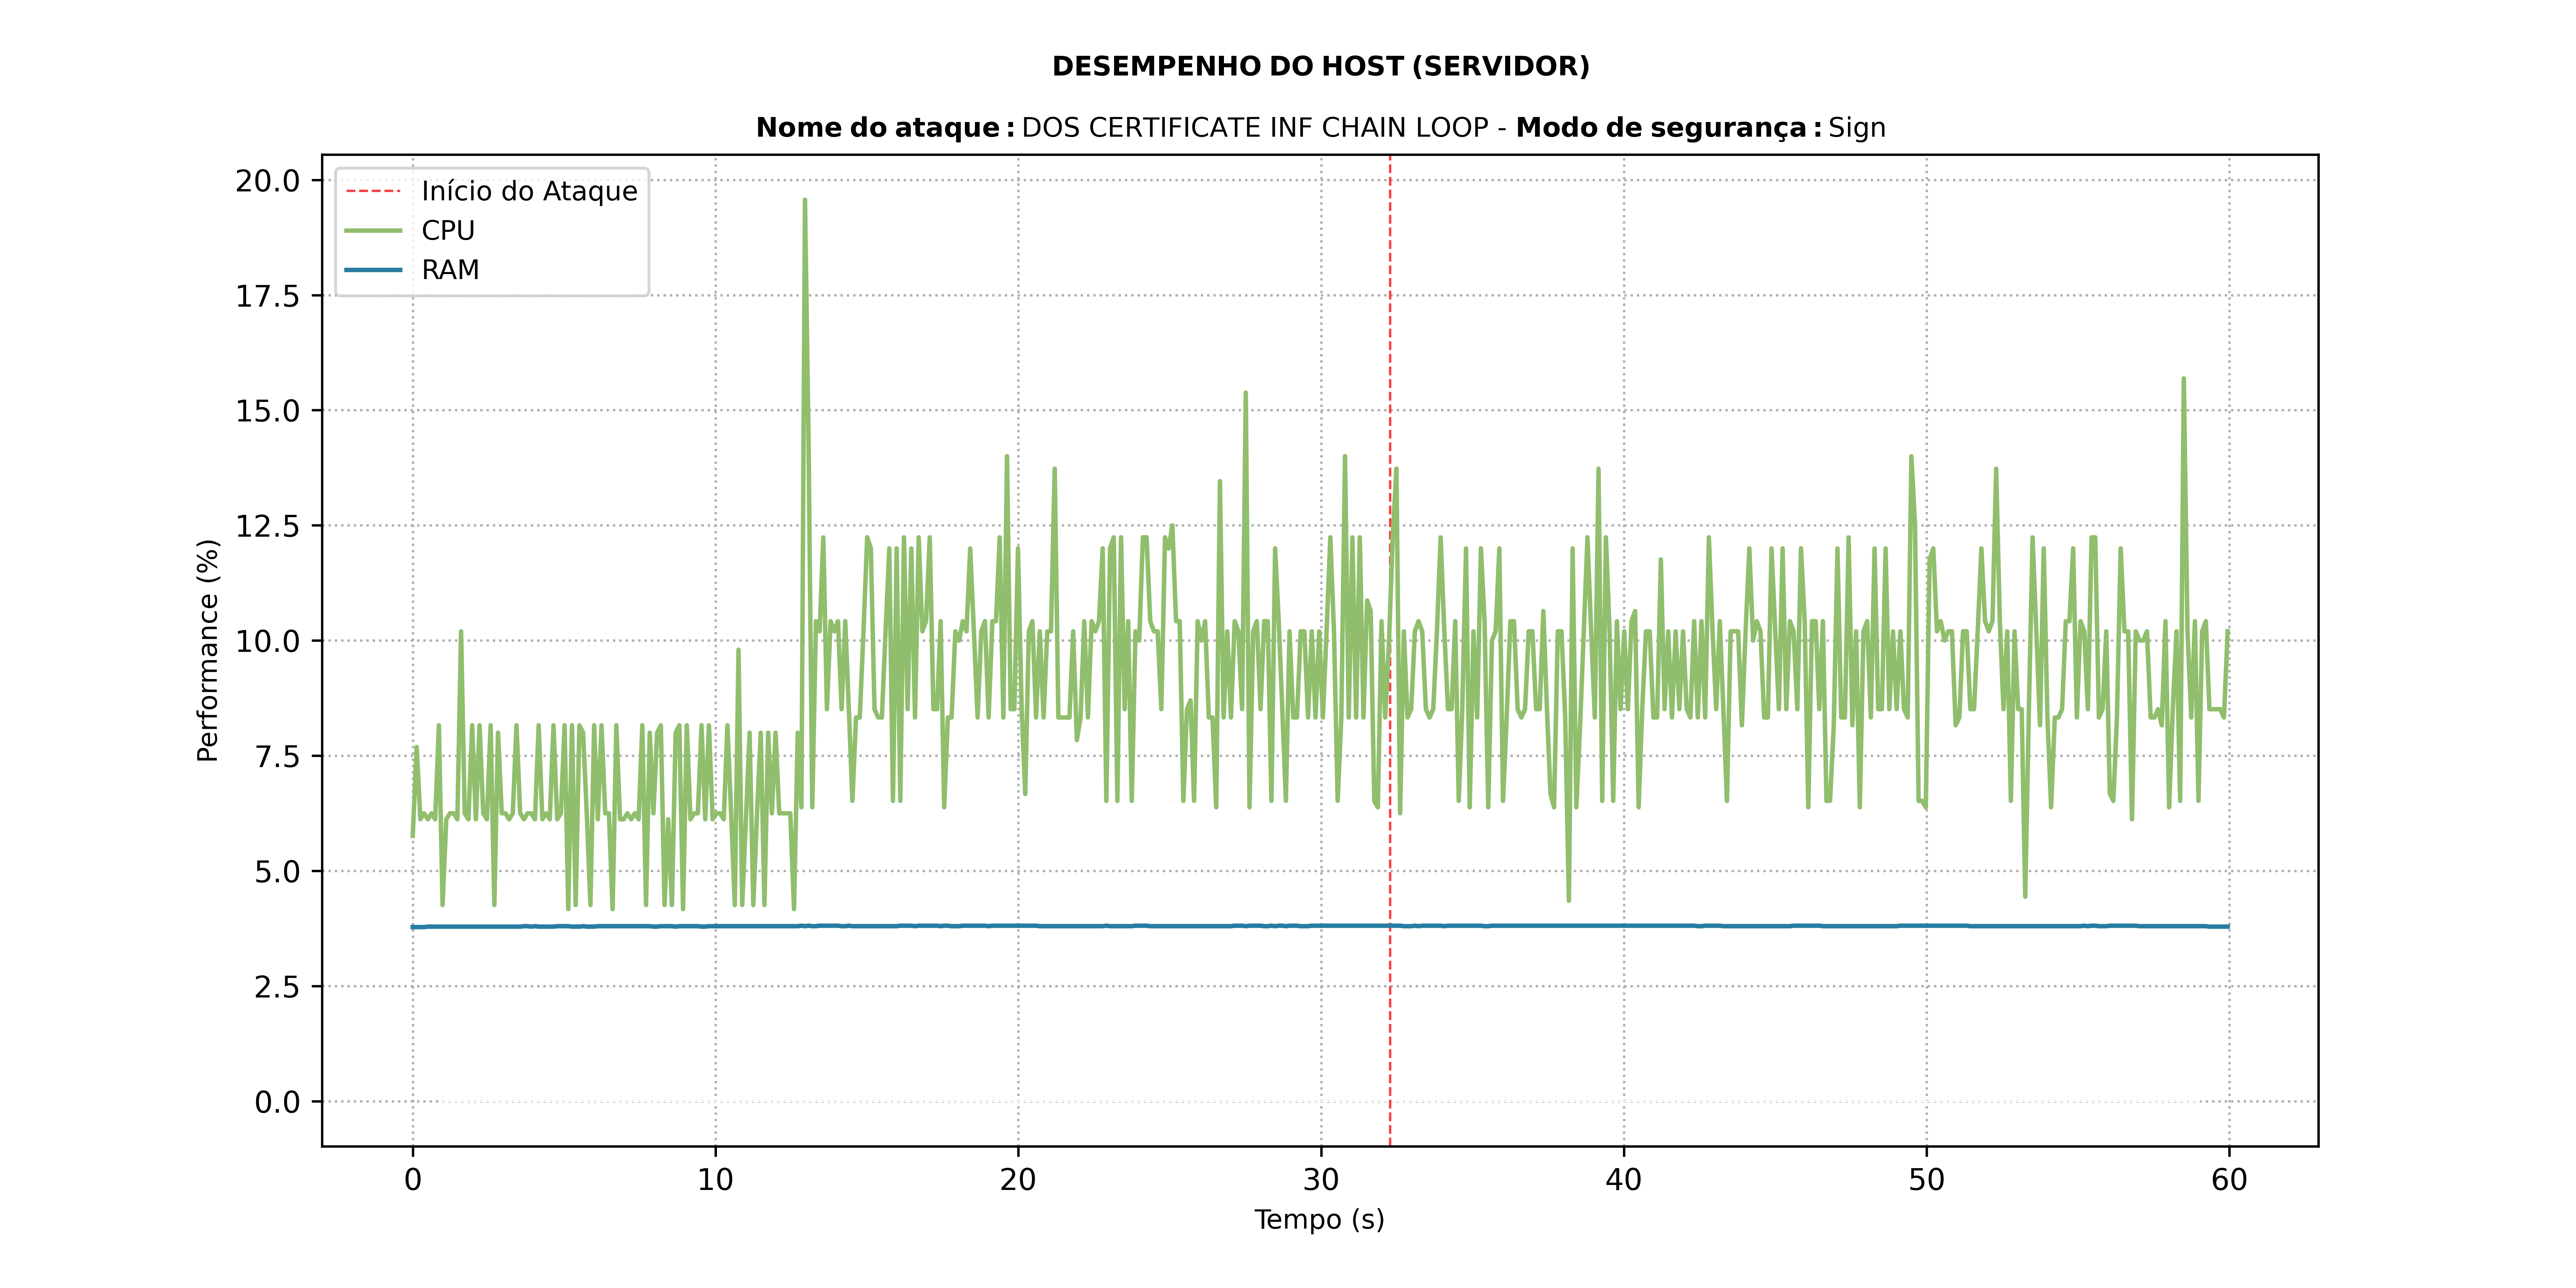 DESEMPENHO DO HOST (SERVIDOR)
Nome do ataque: DOS CERTIFICATE INF CHAIN LOOP - Modo de segurança: Sign
Início do Ataque
CPU
RAM
20.0
17.5
15.0
12.5
10.0
7.5
5.0
2.5
0.0
Performance (%)
0 10 20 30 40 50 60
Tempo (s)